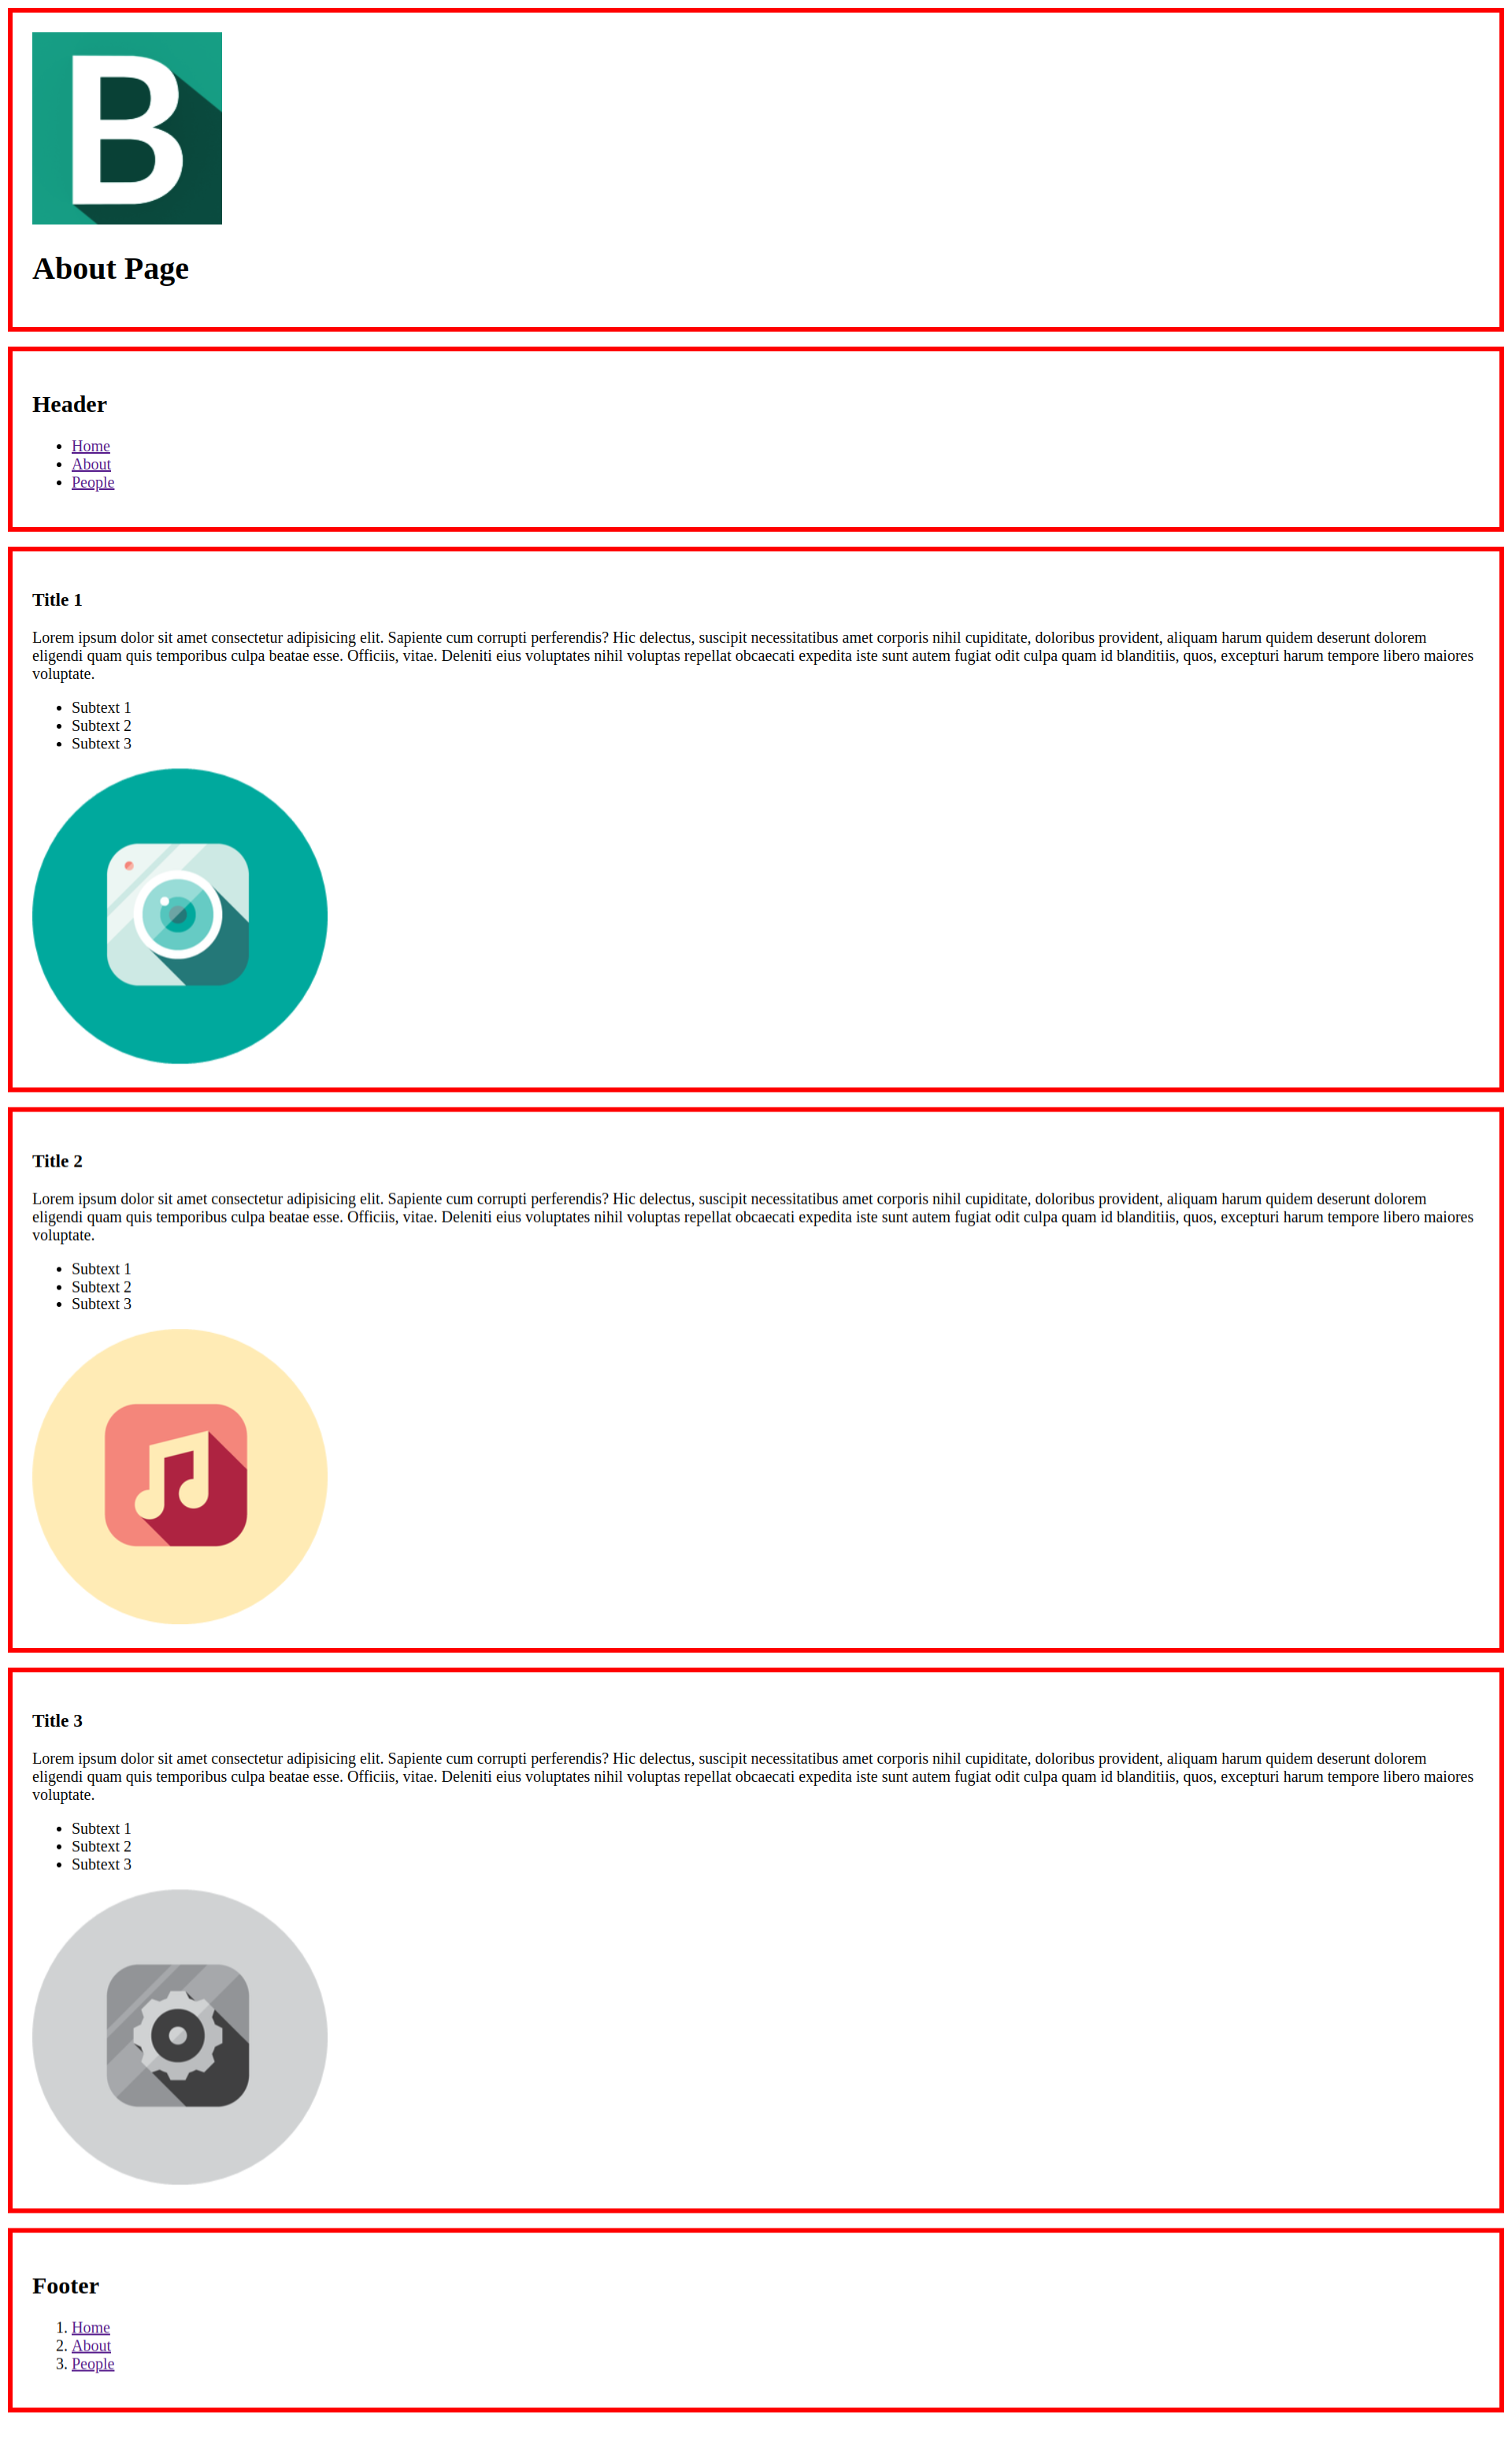 B
About Page
Header
Home
About
People
Title 1
Lorem ipsum dolor sit amet consectetur adipisicing elit. Sapiente cum corrupti perferendis? Hic delectus, suscipit necessitatibus amet corporis nihil cupiditate, doloribus provident, aliquam harum quidem deserunt dolorem
eligendi quam quis temporibus culpa beatae esse. Officiis, vitae. Deleniti eius voluptates nihil voluptas repellat obcaecati expedita iste sunt autem fugiat odit culpa quam id blanditiis, quos, excepturi harum tempore libero maiores
voluptate.
Subtext 1
Subtext 2
Subtext 3
Title 2
Lorem ipsum dolor sit amet consectetur adipisicing elit. Sapiente cum corrupti perferendis? Hic delectus, suscipit necessitatibus amet corporis nihil cupiditate, doloribus provident, aliquam harum quidem deserunt dolorem
eligendi quam quis temporibus culpa beatae esse. Officiis, vitae. Deleniti eius voluptates nihil voluptas repellat obcaecati expedita iste sunt autem fugiat odit culpa quam id blanditiis, quos, excepturi harum tempore libero maiores
voluptate.
Subtext 1
Subtext 2
Subtext 3
Title 3
Lorem ipsum dolor sit amet consectetur adipisicing elit. Sapiente cum corrupti perferendis? Hic delectus, suscipit necessitatibus amet corporis nihil cupiditate, doloribus provident, aliquam harum quidem deserunt dolorem
eligendi quam quis temporibus culpa beatae esse. Officiis, vitae. Deleniti eius voluptates nihil voluptas repellat obcaecati expedita iste sunt autem fugiat odit culpa quam id blanditiis, quos, excepturi harum tempore libero maiores
voluptate.
Subtext 1
Subtext 2
Subtext 3
Footer
1. Home
2. About
3. People